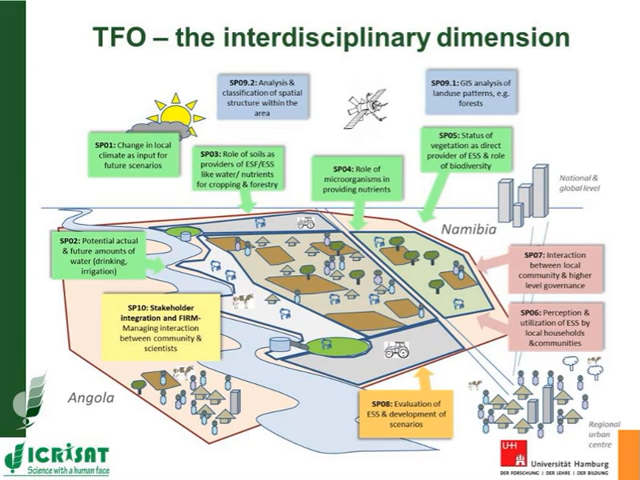 TFO – the interdisciplinary dimension
SP09.2: Analysis &
classification of spatial
structure within the
area
SP09.1: GIS analysis of
landuse patterns, e.g.
forests
SP01: Change in local
climate as input for
future scenarios
SP03: Role of soils as
providers of ESF/ESS
like water/ nutrients
for cropping & forestry
SP04: Role of
microorganisms in
providing nutrients
SP05: Status of
vegetation as direct
provider of ESS & role
of biodiversity
National &
global level
Namibia
SP02: Potential actual
& future amounts of
water (drinking,
irrigation)
SP07: Interaction
between local
community & higher
level governance
SP10: Stakeholder
integration and FIRM-
Managing interaction
between community &
scientists
SP06: Perception &
utilization of ESS by
local households
&communities
Angola
SP08: Evaluation of
ESS & development of
scenarios
Regional
urban
centre
ICRISAT
Science with a human face
UHH
Universität Hamburg
DER FORSCHUNG | DER LEHRE | DER BILDUNG